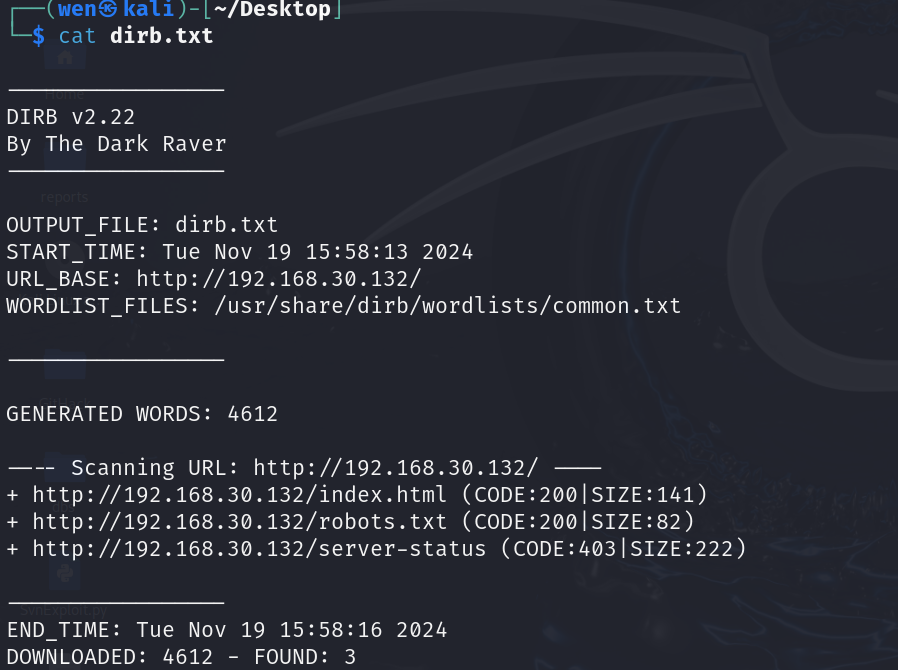 ┌──(wen㉿kali)-[~/Desktop]
└─$ cat dirb.txt
Home
-----------------
DIRB v2.22
By The Dark Raver
-----------------
reports
OUTPUT_FILE: dirb.txt
START_TIME: Tue Nov 19 15:58:13 2024
URL_BASE: http://192.168.30.132/
WORDLIST_FILES: /usr/share/dirb/wordlists/common.txt
-----------------
GENERATED WORDS: 4612
---- Scanning URL: http://192.168.30.132/ ----
+ http://192.168.30.132/index.html (CODE:200|SIZE:141)
+ http://192.168.30.132/robots.txt (CODE:200|SIZE:82)
+ http://192.168.30.132/server-status (CODE:403|SIZE:222)
-----------------
SvnExploit.py
END_TIME: Tue Nov 19 15:58:16 2024
DOWNLOADED: 4612 - FOUND: 3